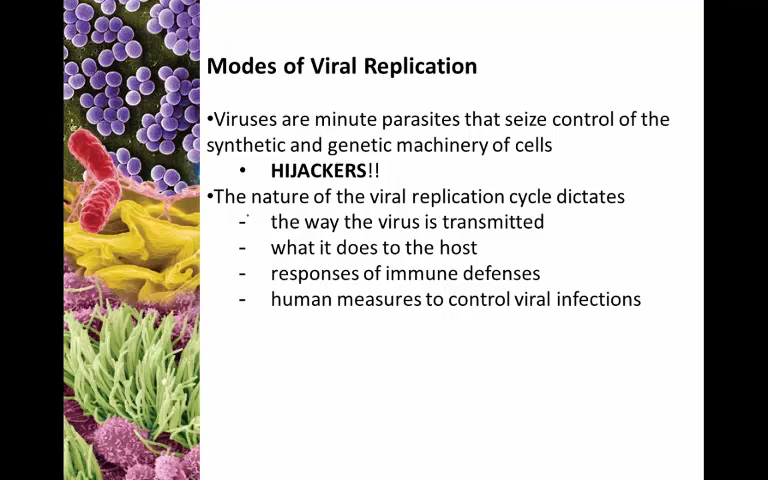 Modes of Viral Replication
•Viruses are minute parasites that seize control of the
synthetic and genetic machinery of cells
• HIJACKERS!!
•The nature of the viral replication cycle dictates
- the way the virus is transmitted
- what it does to the host
- responses of immune defenses
- human measures to control viral infections